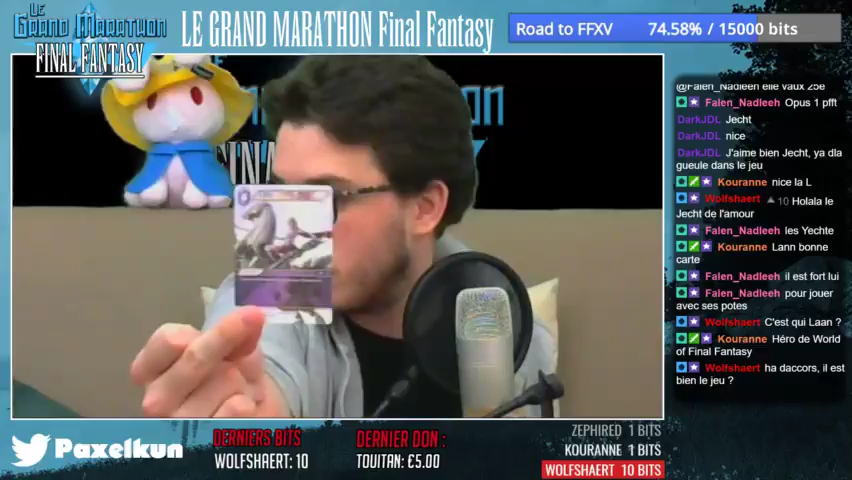 LE
GRAND MARATHON
FINAL FANTASY
LE GRAND MARATHON Final Fantasy
Road to FFXV 74.58% / 15000 bits
@Falen_Nadleeh elle vaux 25e
Falen_Nadleeh Opus 1 pfft
DarkJDL Jecht
DarkJDL nice
DarkJDL J'aime bien Jecht, ya dla
gueule dans le jeu
Kouranne nice la L
Wolfshaert 10 Holala le
Jecht de l'amour
Falen_Nadleeh les Yechte
Kouranne Lann bonne
carte
Falen_Nadleeh il est fort lui
Falen_Nadleeh pour jouer
avec ses potes
Wolfshaert C'est qui Laan ?
Kouranne Héro de World
of Final Fantasy
Wolfshaert ha daccors, il est
bien le jeu ?
Paxelkun
DERNIERS BITS
WOLFSHAERT: 10
DERNIER DON :
TOUITAN: €5.00
ZEPHIRED 1 BITS
KOURANNE 1 BITS
WOLFSHAERT 10 BITS